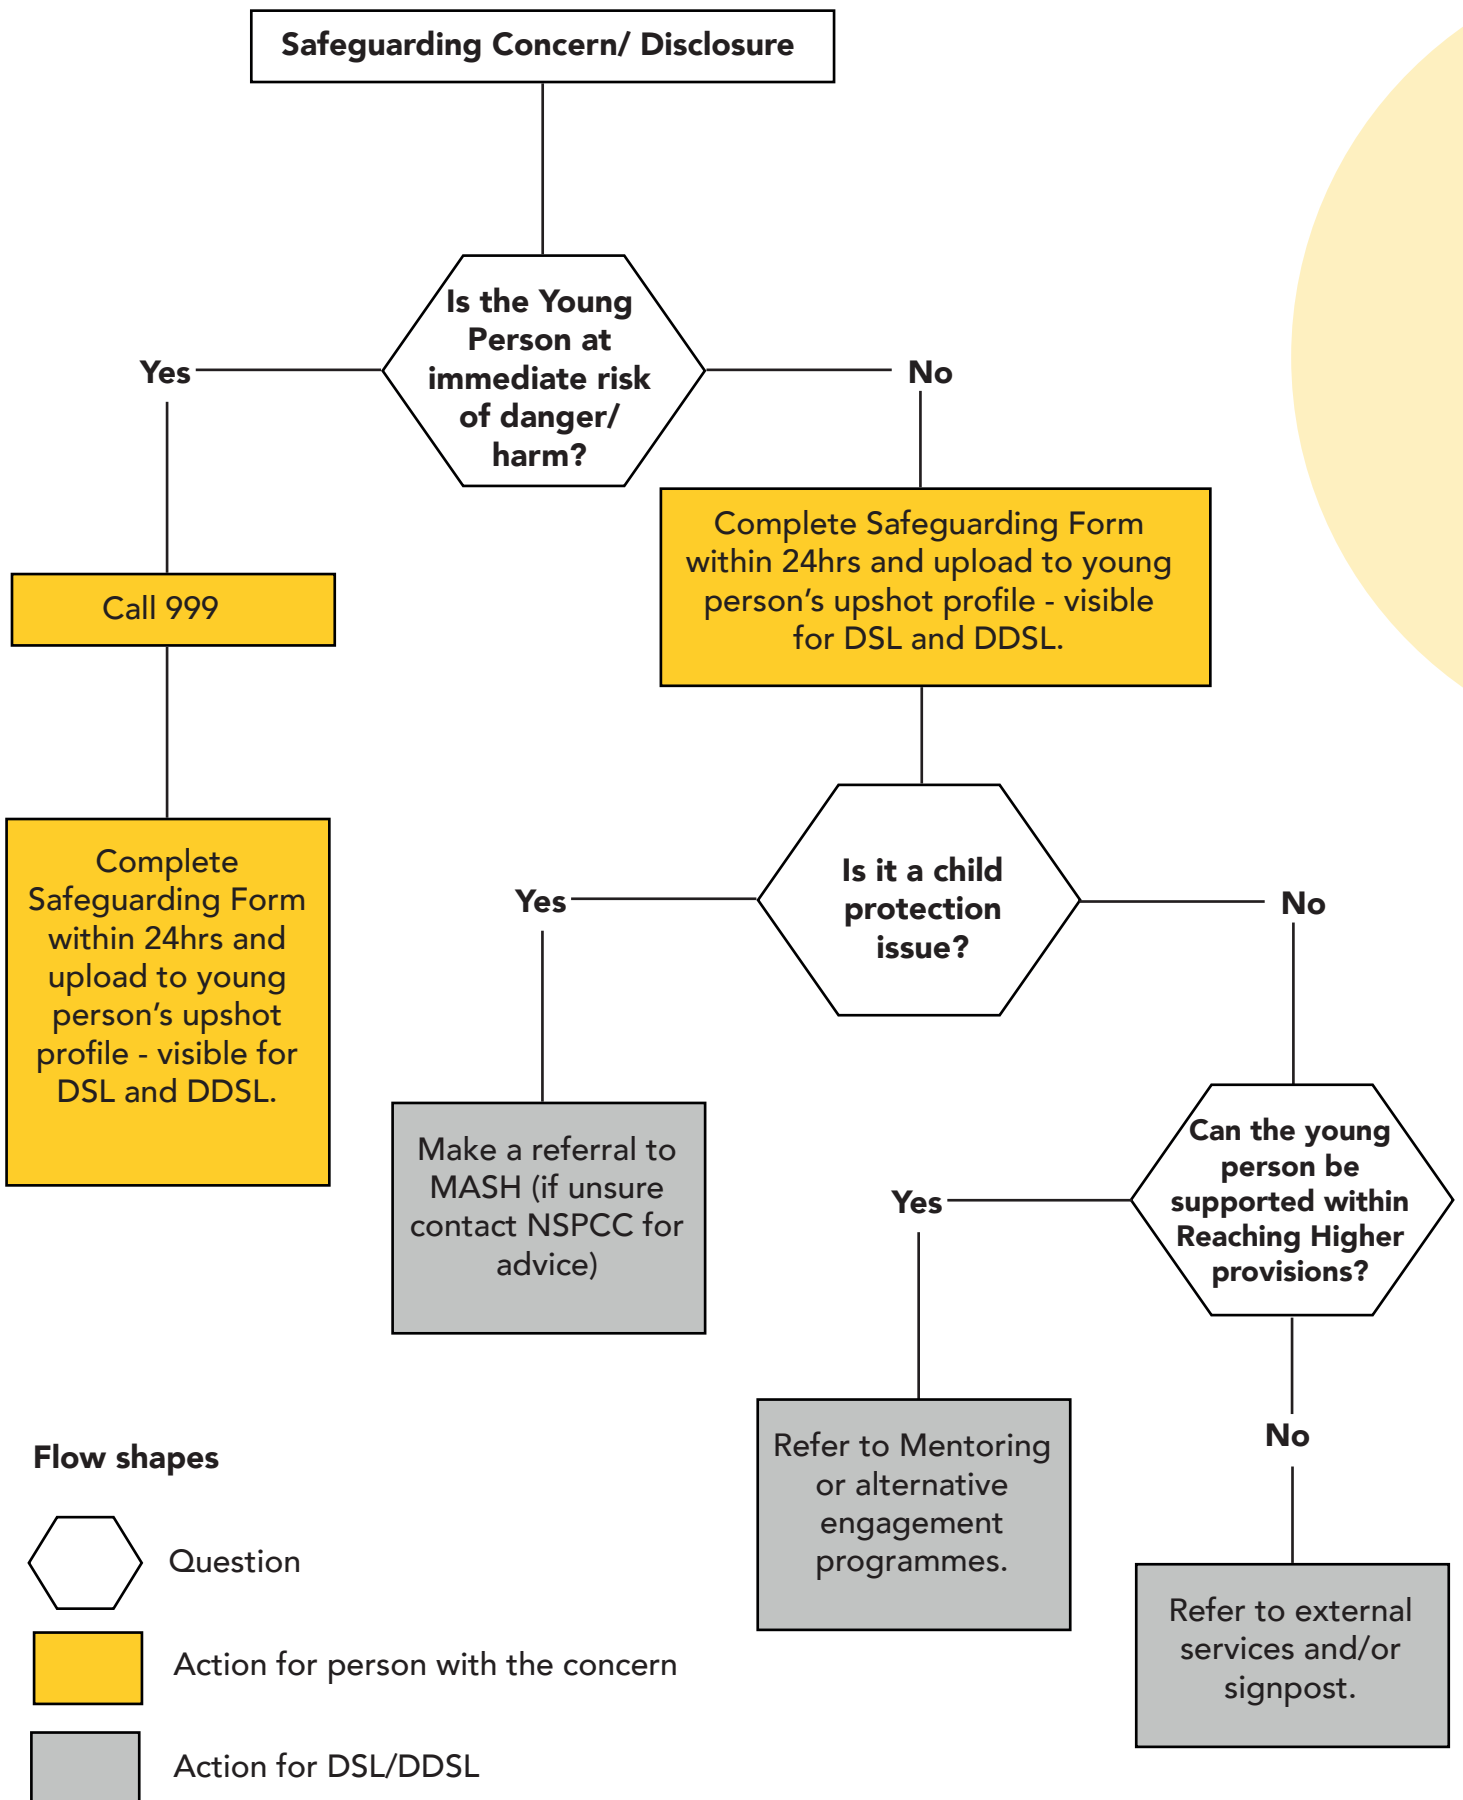 Safeguarding Concern/ Disclosure
Is the Young
Person at
immediate risk
of danger/
harm?
Yes
No
Call 999
Complete Safeguarding Form
within 24hrs and upload to young
person’s upshot profile - visible
for DSL and DDSL.
Complete
Safeguarding Form
within 24hrs and
upload to young
person’s upshot
profile - visible for
DSL and DDSL.
Is it a child
protection
issue?
Yes
No
Make a referral to
MASH (if unsure
contact NSPCC for
advice)
Can the young
person be
supported within
Reaching Higher
provisions?
Yes
No
Refer to Mentoring
or alternative
engagement
programmes.
Refer to external
services and/or
signpost.
Flow shapes
Question
Action for person with the concern
Action for DSL/DDSL